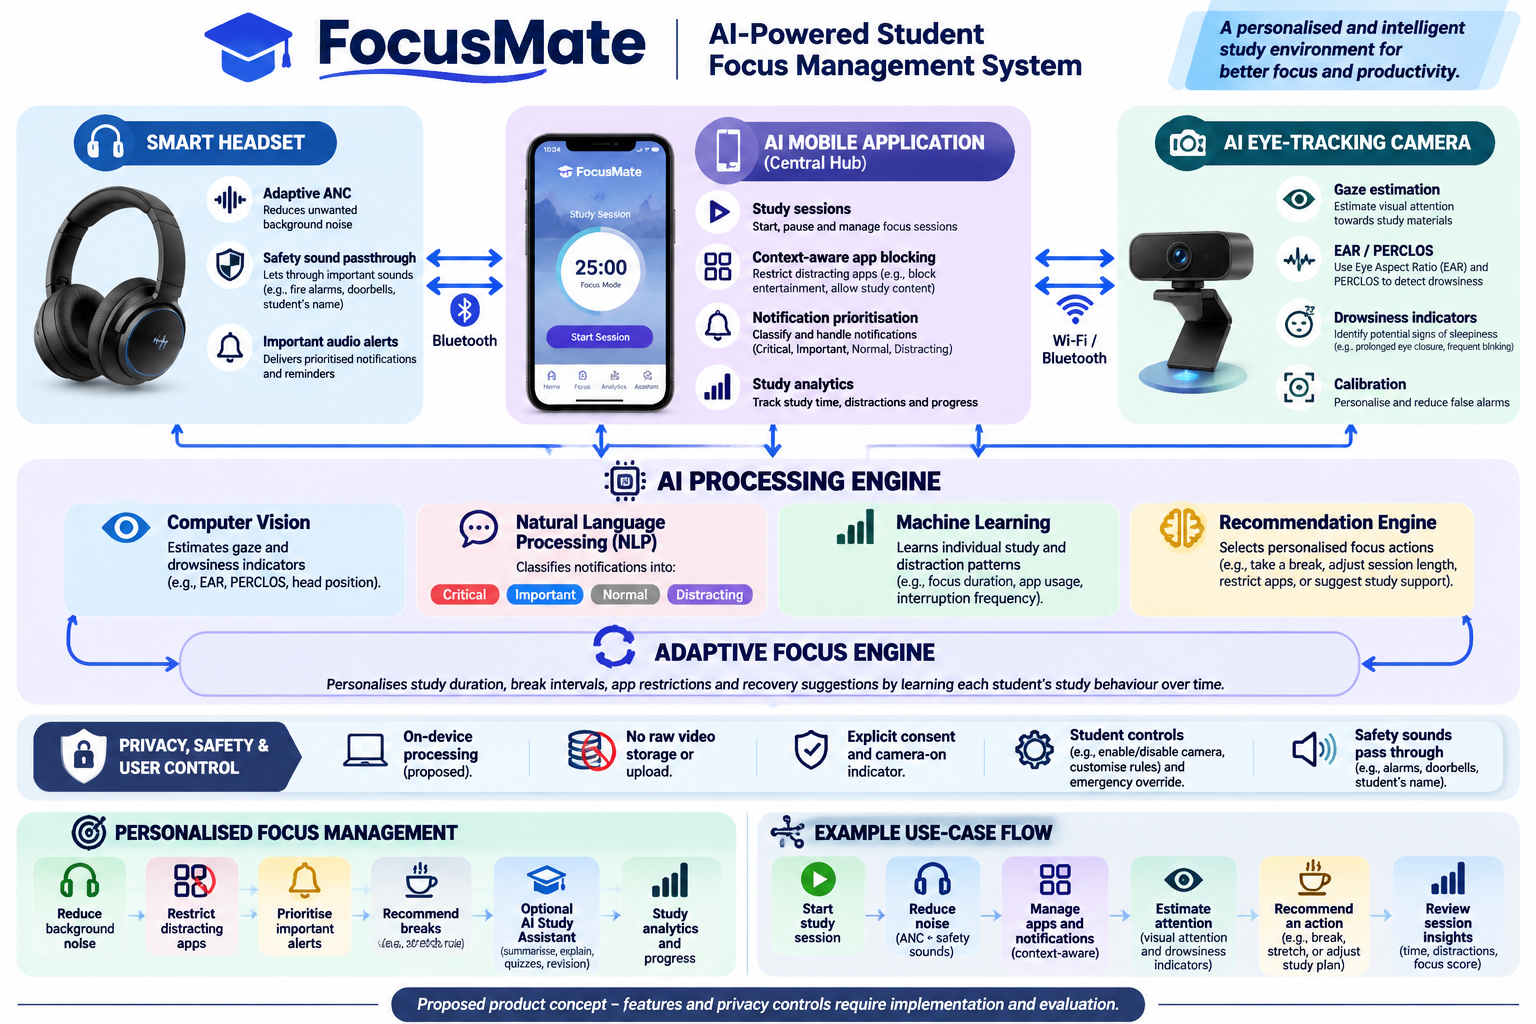 FocusMate
AI-Powered Student
Focus Management System
A personalised and intelligent
study environment for
better focus and productivity.
SMART HEADSET
Adaptive ANC
Reduces unwanted
background noise
Safety sound passthrough
Lets through important sounds
(e.g., fire alarms, doorbells,
student's name)
Important audio alerts
Delivers prioritised notifications
and reminders
Bluetooth
10:24
FocusMate
Study Session
25:00
Focus Mode
Start Session
Home
Focus
Analytics
AI MOBILE APPLICATION
(Central Hub)
Study sessions
Start, pause and manage focus sessions
Context-aware app blocking
Restrict distracting apps (e.g., block
entertainment, allow study content)
Notification prioritisation
Classify and handle notifications
(Critical, Important, Normal, Distracting)
Study analytics
Track study time, distractions and progress
Wi-Fi /
Bluetooth
AI EYE-TRACKING CAMERA
Gaze estimation
Estimate visual attention
towards study materials
EAR / PERCLOS
Use Eye Aspect Ratio (EAR) and
PERCLOS to detect drowsiness
Drowsiness indicators
Identify potential signs of sleepiness
(e.g., prolonged eye closure, frequent blnking)
Calibration
Personalise and reduce false alarms
AI PROCESSING ENGINE
Computer Vision
Estimates gaze and
drowsiness indicators
(e.g., EAR, PERCLOS, head position).
Natural Language
Processing (NLP)
Classifies notifications into:
Critical
Important
Normal
Distracting
Machine Learning
Learns individual study and
distraction patterns
(e.g., focus duration, app usage,
interruption frequency).
Recommendation Engine
Selects personalised focus actions
(e.g., take a break, adjust session length,
restrict apps, or suggest study support).
ADAPTIVE FOCUS ENGINE
Personalises study duration, break intervals, app restrictions and recovery suggestions by learning each student's study behaviour over time.
PRIVACY, SAFETY &
USER CONTROL
On-device
processing
(proposed).
No raw video
storage or
upload.
Explicit consent
and camera-on
indicator.
Student controls
(e.g., enable/disable camera,
customise rules) and
emergency override.
Safety sounds
pass through
(e.g., alarms, doorbells,
student's name).
PERSONALISED FOCUS MANAGEMENT
Reduce
background
noise
Restrict
distracting
apps
Prioritise
important
alerts
Recommend
breaks
Optional
AI Study
Assistant
(summarise, explain,
quizzes, revision)
Study
analytics
and
progress
EXAMPLE USE-CASE FLOW
Start
study
session
Reduce
noise
(ANC + safety
sounds)
Manage
apps and
notifications
(context-aware)
Estimate
attention
(visual attention
and drowsiness
indicators)
Recommend
an action
(e.g., break,
stretch, or adjust
study plan)
Review
session
insights
(time, distractions,
focus score)
Proposed product concept – features and privacy controls require implementation and evaluation.